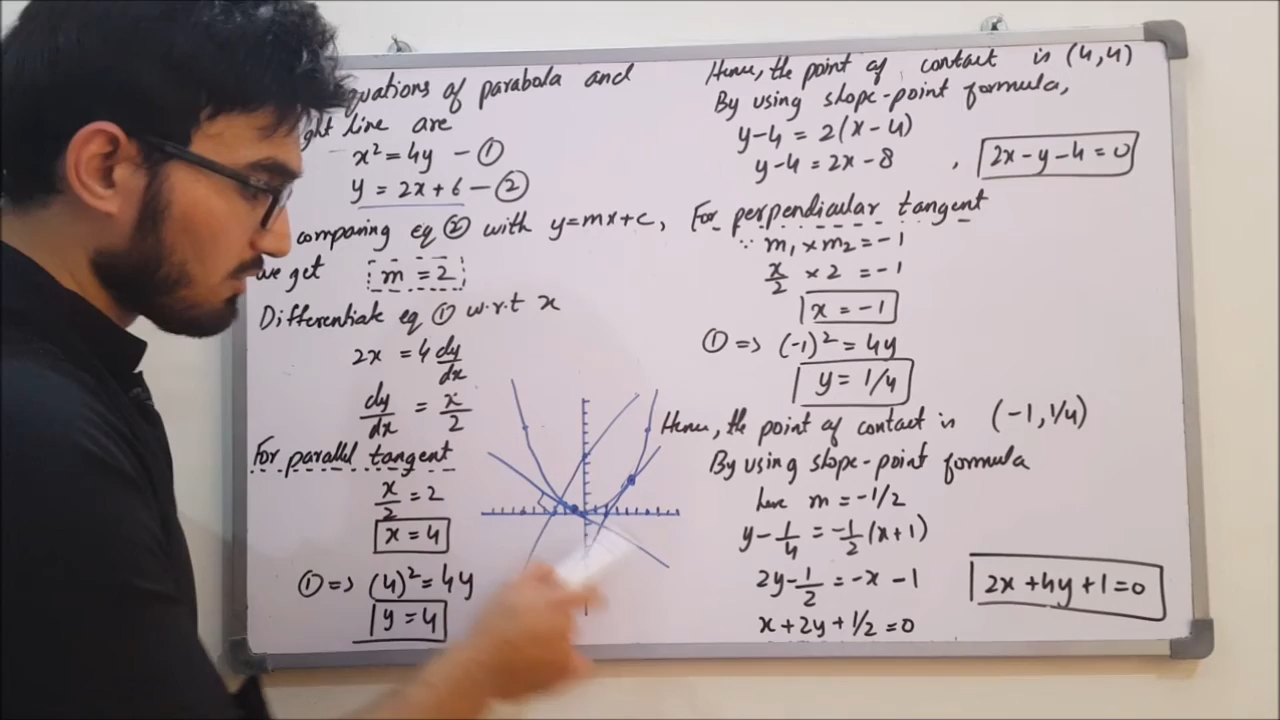 quations of parabola and
ght line are
x² = 4y — ①
y = 2x + 6 — ②
comparing eq ② with y = mx + c,
we get m = 2
Differentiate eq ① w.r.t x
2x = 4 dy/dx
dy/dx = x/2
For parallel tangent
x/2 = 2
x = 4
① => (4)² = 4y
y = 4
Hence, the point of contact is (4,4)
By using slope-point formula,
y - 4 = 2(x - 4)
y - 4 = 2x - 8 , 2x - y - 4 = 0
For perpendicular tangent
∵ m₁ × m₂ = -1
x/2 × 2 = -1
x = -1
① => (-1)² = 4y
y = 1/4
Hence, the point of contact is (-1, 1/4)
By using slope-point formula
here m = -1/2
y - 1/4 = -1/2 (x + 1)
2y - 1/2 = -x - 1
x + 2y + 1/2 = 0
2x + 4y + 1 = 0